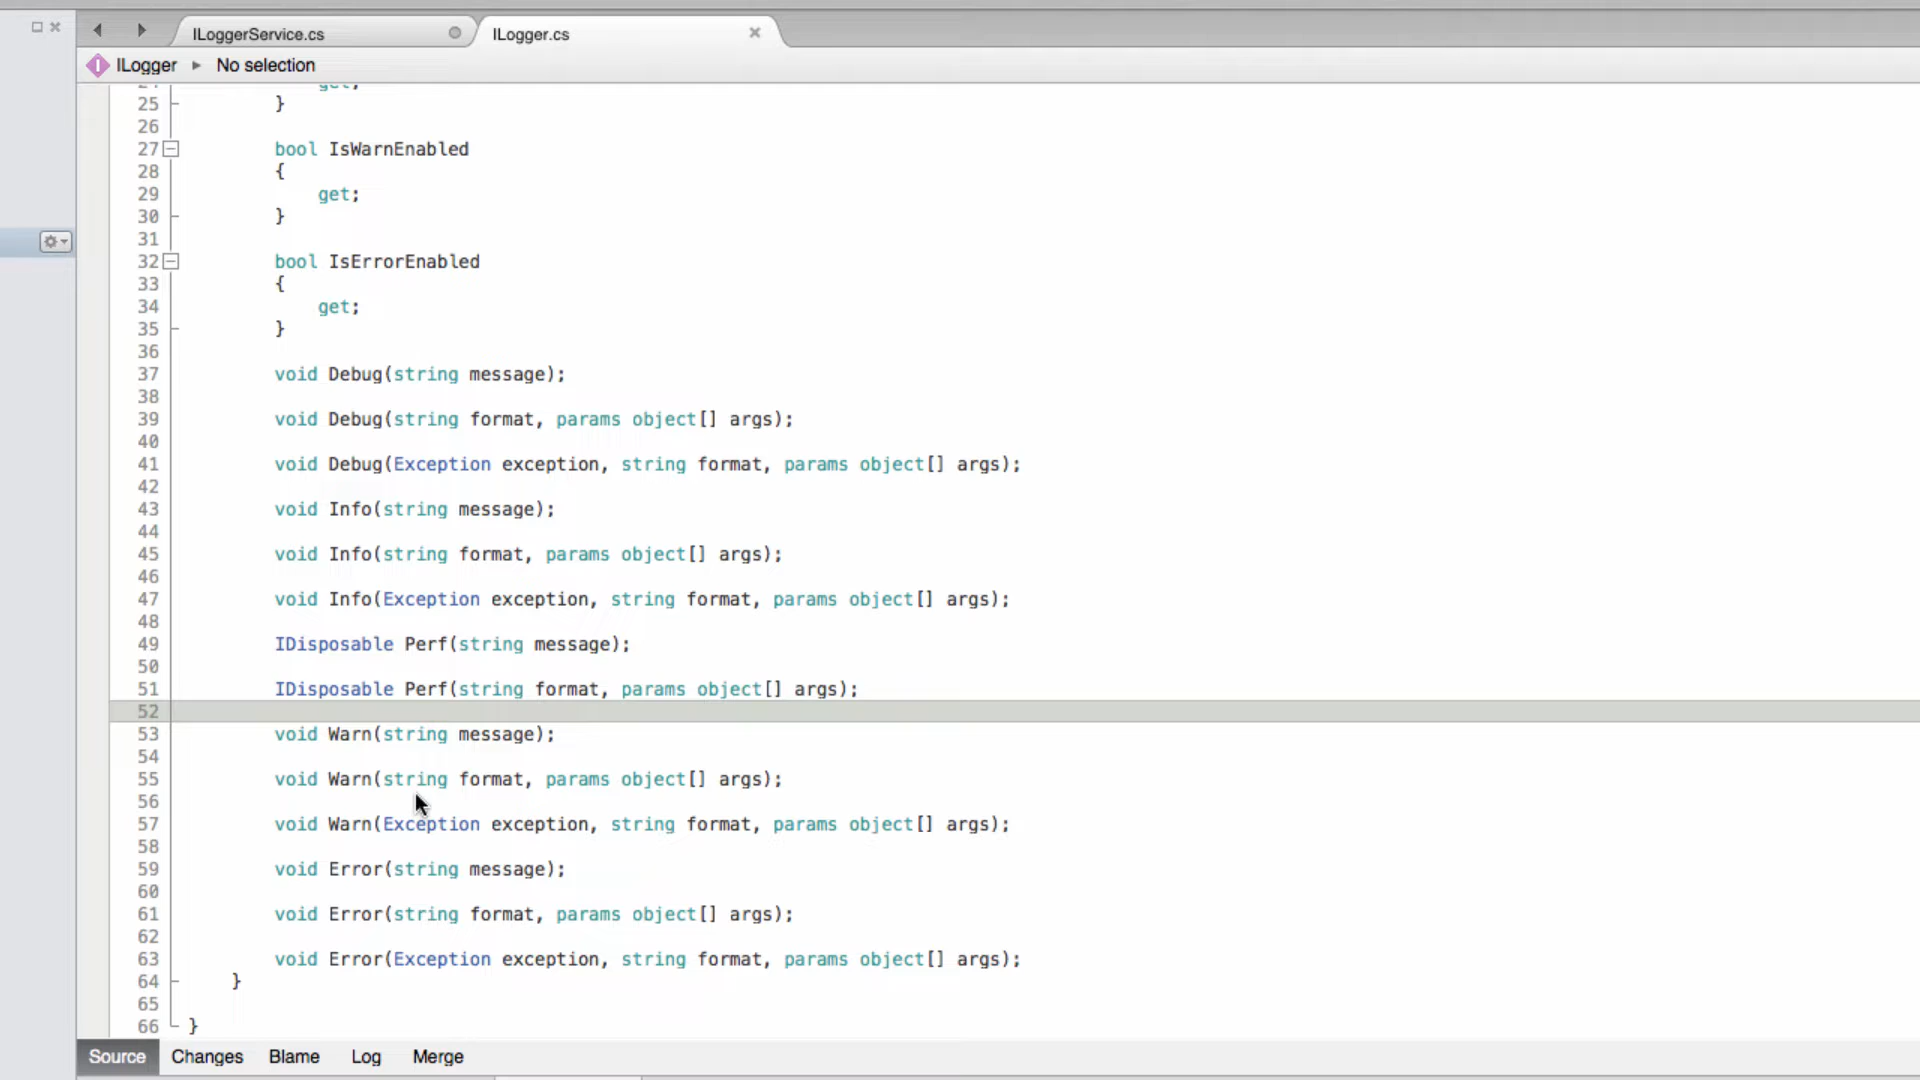 ILoggerService.cs ILogger.cs
ILogger No selection
25 }
26
27 bool IsWarnEnabled
28 {
29 get;
30 }
31
32 bool IsErrorEnabled
33 {
34 get;
35 }
36
37 void Debug(string message);
38
39 void Debug(string format, params object[] args);
40
41 void Debug(Exception exception, string format, params object[] args);
42
43 void Info(string message);
44
45 void Info(string format, params object[] args);
46
47 void Info(Exception exception, string format, params object[] args);
48
49 IDisposable Perf(string message);
50
51 IDisposable Perf(string format, params object[] args);
52
53 void Warn(string message);
54
55 void Warn(string format, params object[] args);
56
57 void Warn(Exception exception, string format, params object[] args);
58
59 void Error(string message);
60
61 void Error(string format, params object[] args);
62
63 void Error(Exception exception, string format, params object[] args);
64 }
65
66 }
Source Changes Blame Log Merge